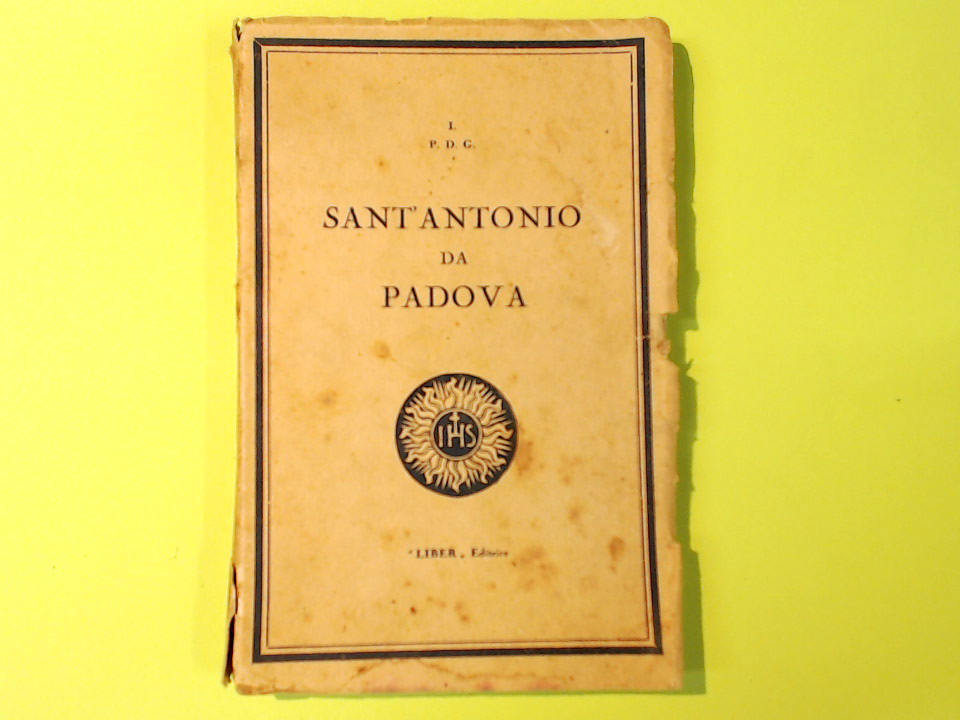 I.
P. D. G.
SANT'ANTONIO
DA
PADOVA
IHS
“LIBER„ Editrice